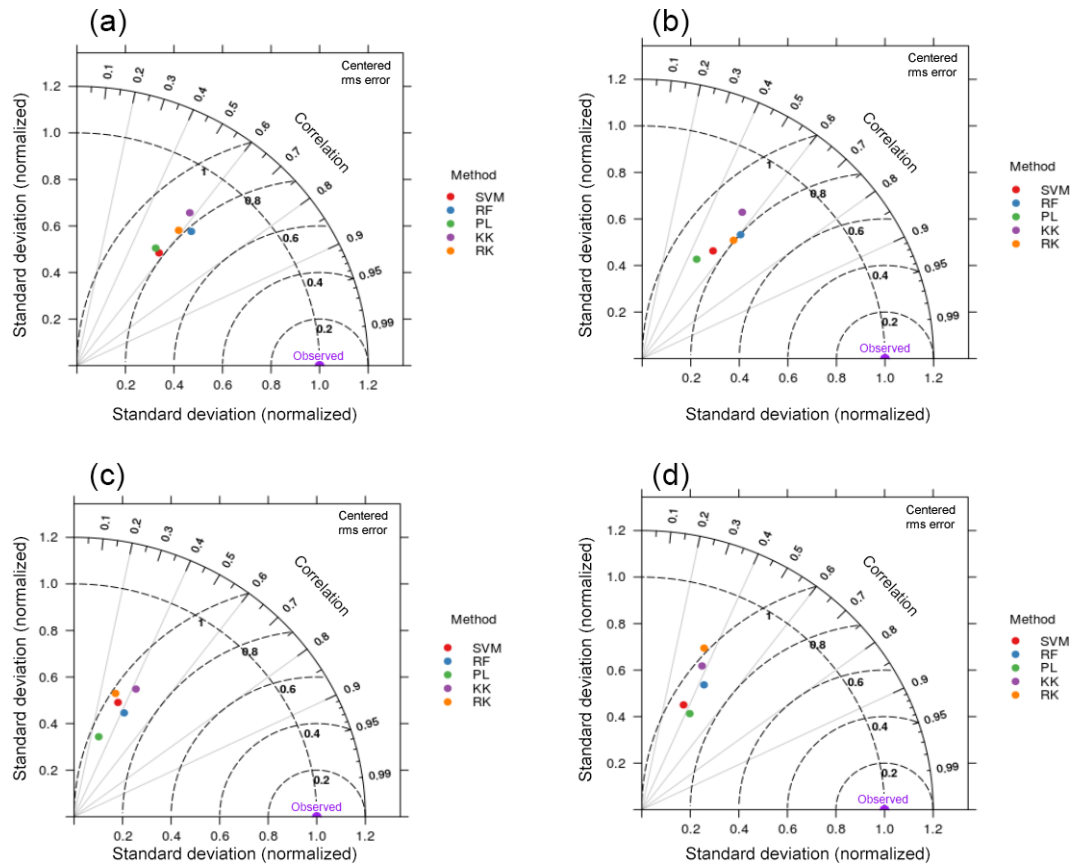 (a)
Centered
rms error
Standard deviation (normalized)
1.2
1.0
0.8
0.6
0.4
0.2
0.1
0.2
0.3
0.4
0.5
0.6
0.7
0.8
0.9
0.95
0.99
Correlation
1
0.8
0.6
0.4
0.2
Observed
0.2
0.4
0.6
0.8
1.0
1.2
Standard deviation (normalized)
Method
SVM
RF
PL
KK
RK
(b)
Centered
rms error
Standard deviation (normalized)
1.2
1.0
0.8
0.6
0.4
0.2
0.1
0.2
0.3
0.4
0.5
0.6
0.7
0.8
0.9
0.95
0.99
Correlation
1
0.8
0.6
0.4
0.2
Observed
0.2
0.4
0.6
0.8
1.0
1.2
Standard deviation (normalized)
Method
SVM
RF
PL
KK
RK
(c)
Centered
rms error
Standard deviation (normalized)
1.2
1.0
0.8
0.6
0.4
0.2
0.1
0.2
0.3
0.4
0.5
0.6
0.7
0.8
0.9
0.95
0.99
Correlation
1
0.8
0.6
0.4
0.2
Observed
0.2
0.4
0.6
0.8
1.0
1.2
Standard deviation (normalized)
Method
SVM
RF
PL
KK
RK
(d)
Centered
rms error
Standard deviation (normalized)
1.2
1.0
0.8
0.6
0.4
0.2
0.1
0.2
0.3
0.4
0.5
0.6
0.7
0.8
0.9
0.95
0.99
Correlation
1
0.8
0.6
0.4
0.2
Observed
0.2
0.4
0.6
0.8
1.0
1.2
Standard deviation (normalized)
Method
SVM
RF
PL
KK
RK